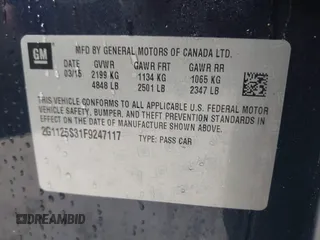 GM
MFD BY GENERAL MOTORS OF CANADA LTD.
DATE GVWR GAWR FRT GAWR RR
03/15 2199 KG 1134 KG 1065 KG
4848 LB 2501 LB 2347 LB
THIS VEHICLE CONFORMS TO ALL APPLICABLE U.S. FEDERAL MOTOR
VEHICLE SAFETY, BUMPER, AND THEFT PREVENTION STANDARDS IN
EFFECT ON THE DATE OF MANUFACTURE SHOWN ABOVE.
2G1125S31F9247117 TYPE: PASS CAR
DREAMBID